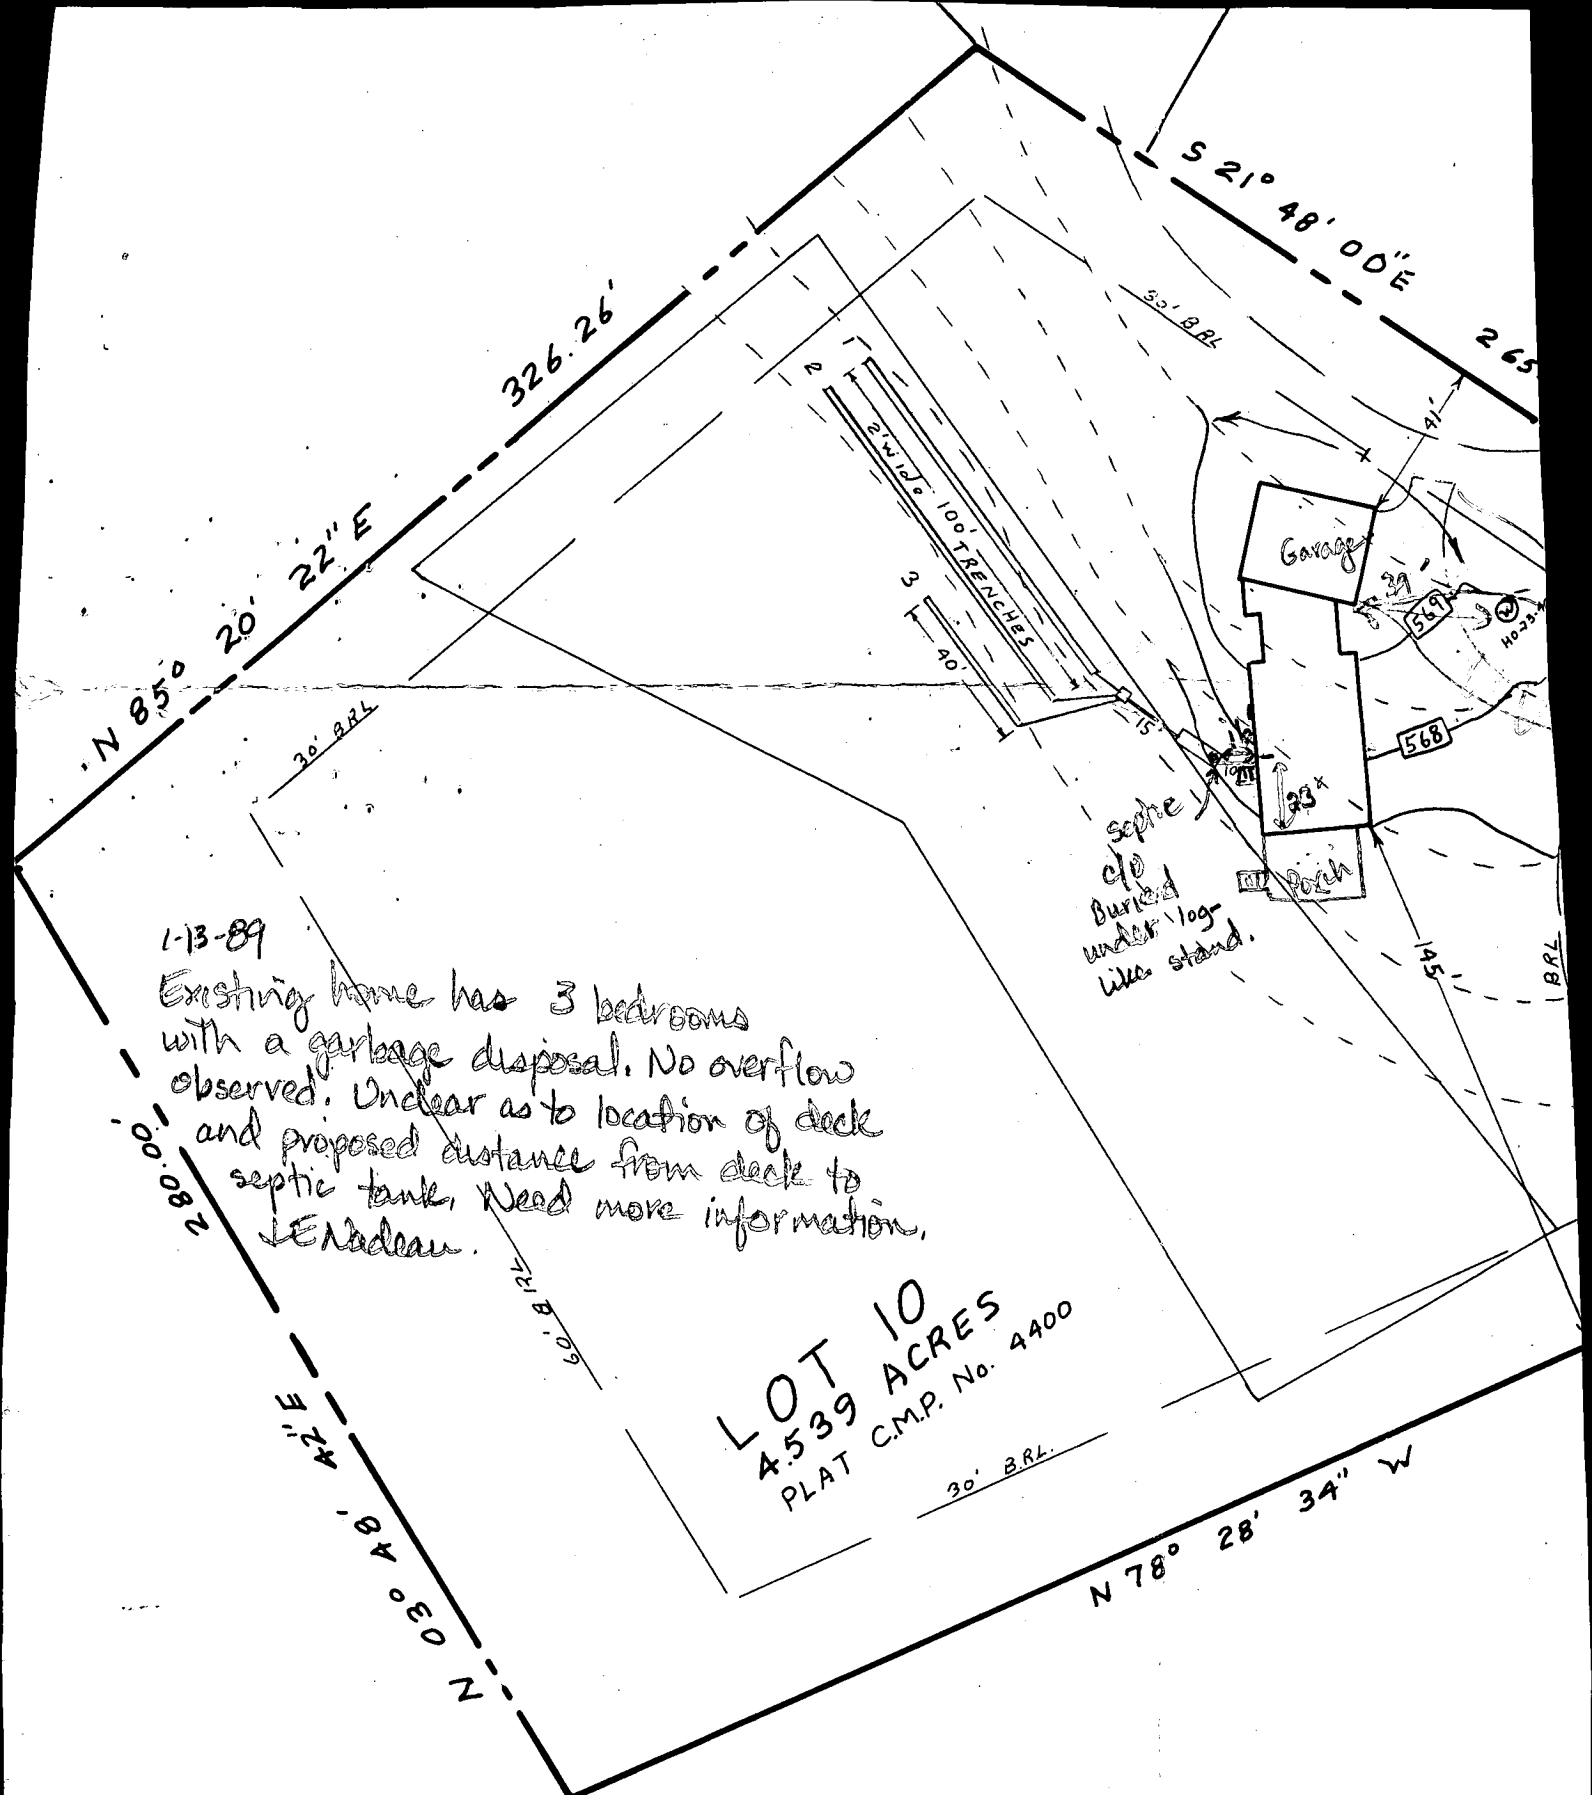 S 21° 48' 00" E
265
326.26'
N 85° 20' 22" E
30' BRL
30' BRL
41'
1
2
2' Wide 100' TRENCHES
3
40'
15'
Garage
39'
569
W
568
10'
23'
Septic
c/o
Buried
under log-
like stand.
Porch
145'
BRL
1-13-89
Existing home has 3 bedrooms
with a garbage disposal. No overflow
observed. Unclear as to location of deck
and proposed distance from deck to
septic tank. Need more information.
LENadeau.
280.00'
N 03° 48' 42" E
60' BRL
LOT 10
4.539 ACRES
PLAT C.M.P. No. 4400
30' B.RL.
N 78° 28' 34" W